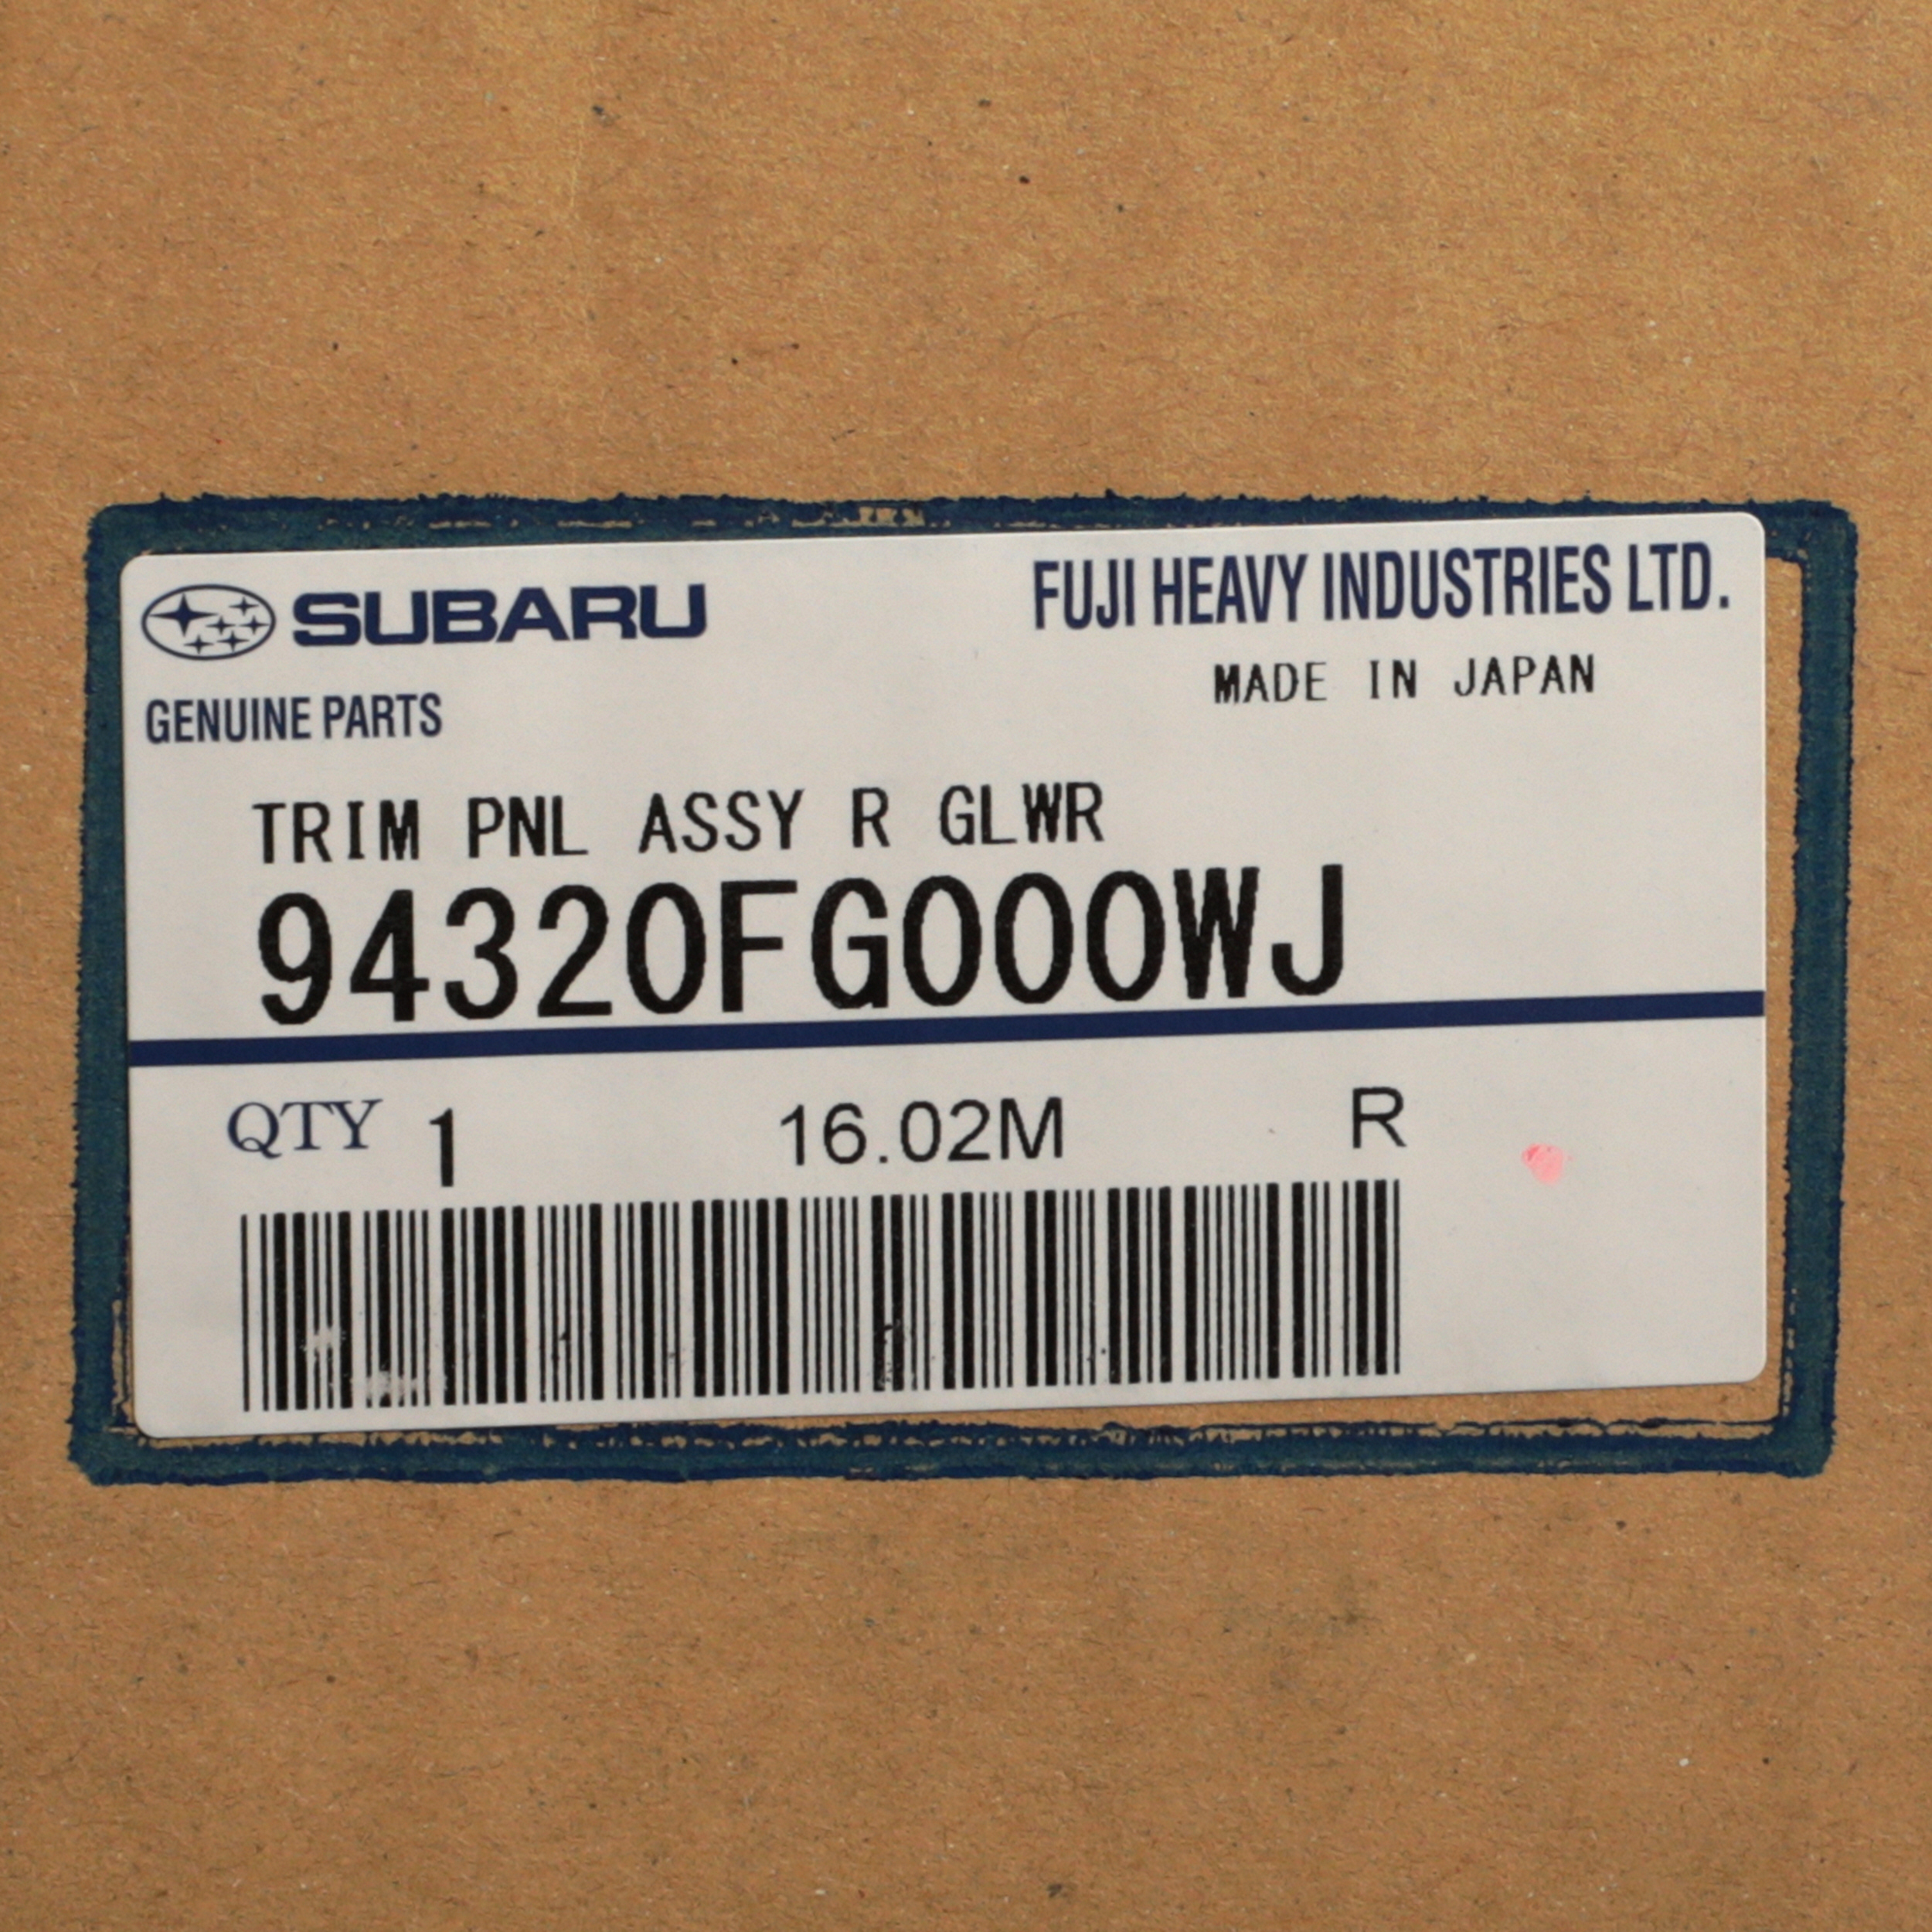 SUBARU
FUJI HEAVY INDUSTRIES LTD.
MADE IN JAPAN
GENUINE PARTS
TRIM PNL ASSY R GLWR
94320FG000WJ
QTY 1 16.02M R